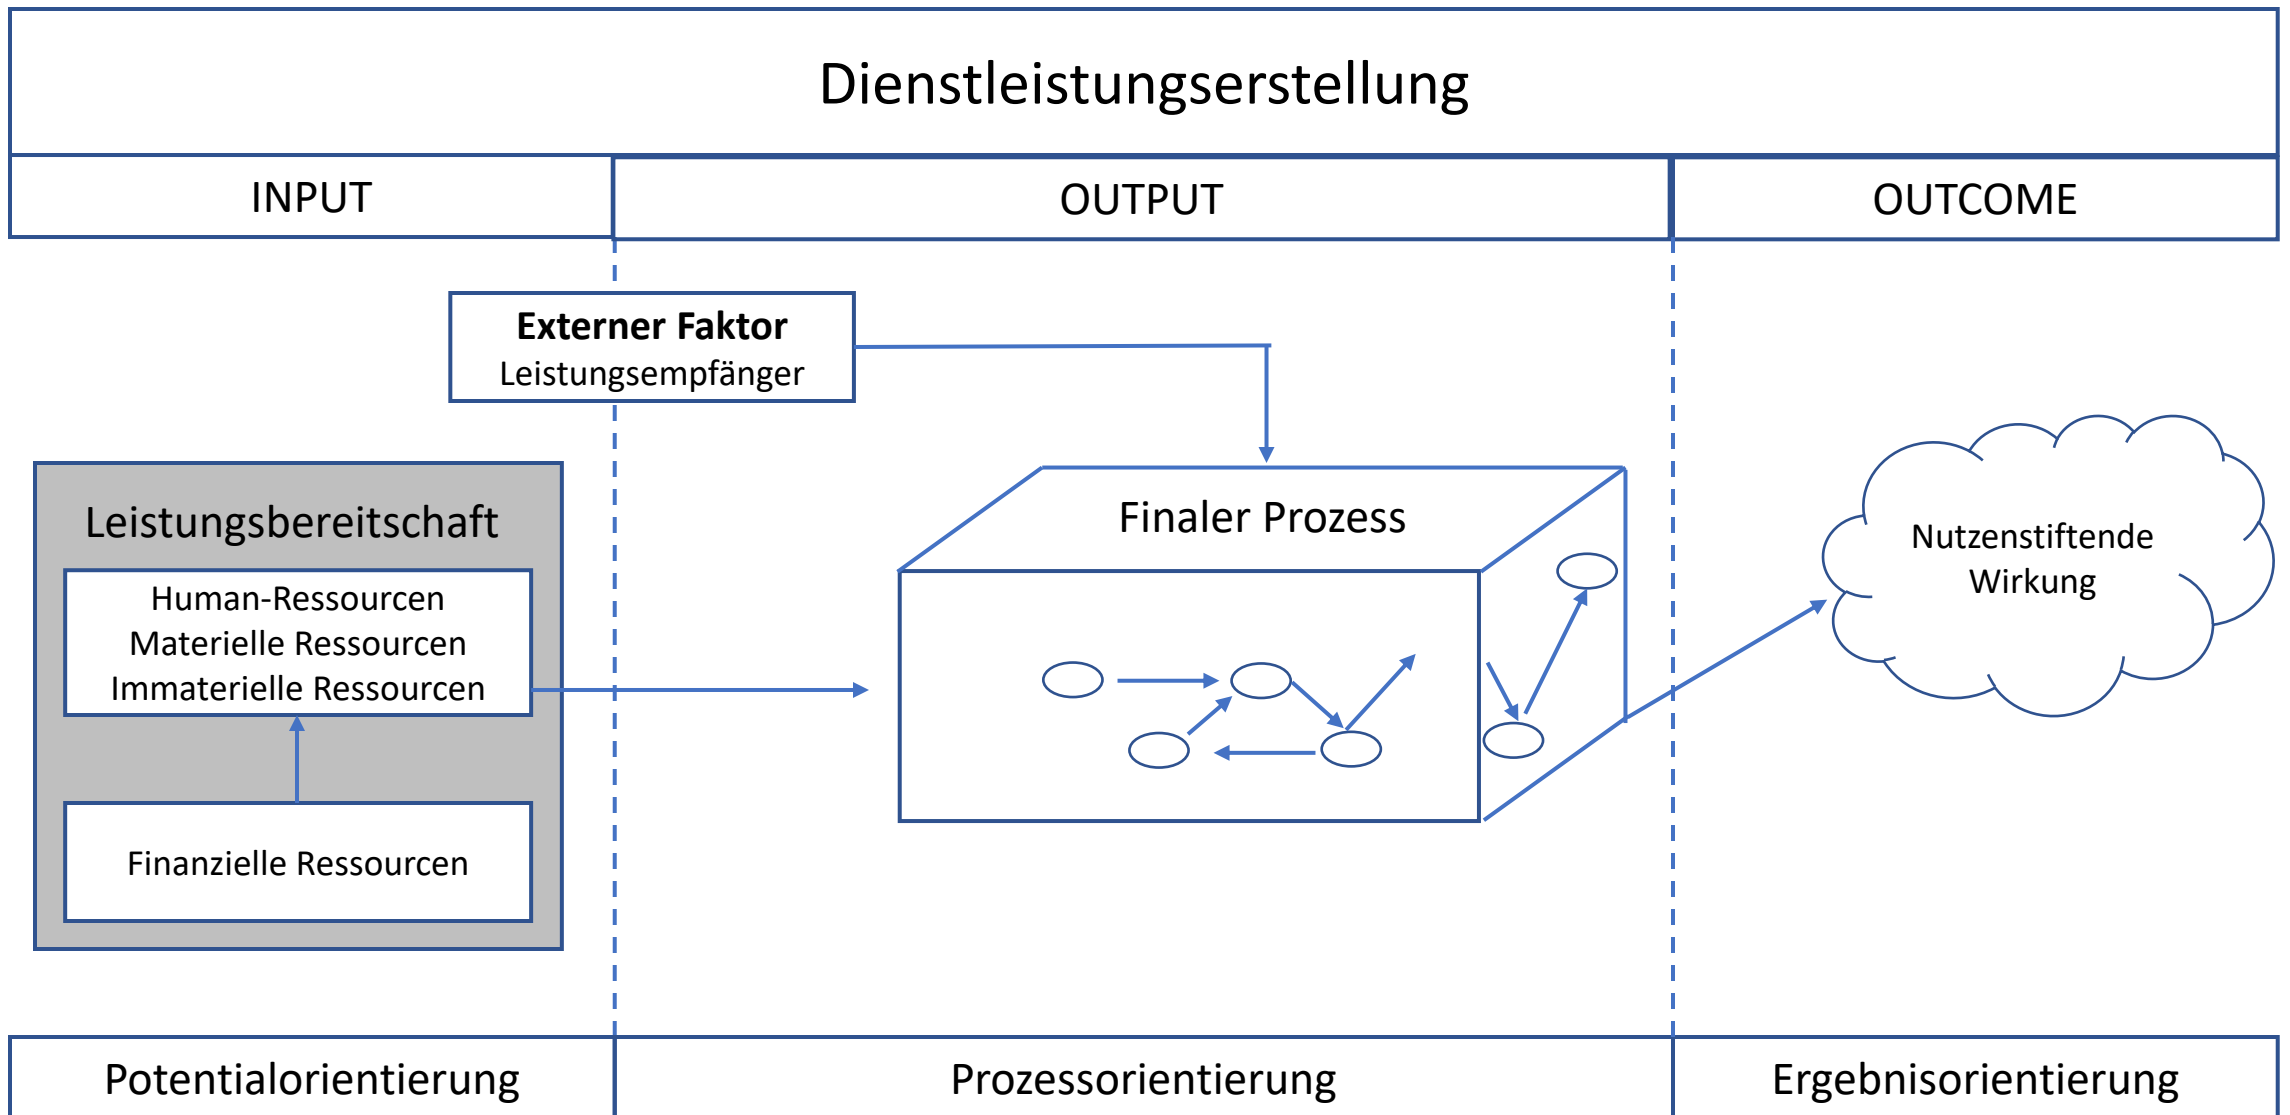 Dienstleistungserstellung
INPUT
OUTPUT
OUTCOME
Externer Faktor
Leistungsempfänger
Leistungsbereitschaft
Human-Ressourcen
Materielle Ressourcen
Immaterielle Ressourcen
Finanzielle Ressourcen
Finaler Prozess
Nutzenstiftende
Wirkung
Potentialorientierung
Prozessorientierung
Ergebnisorientierung